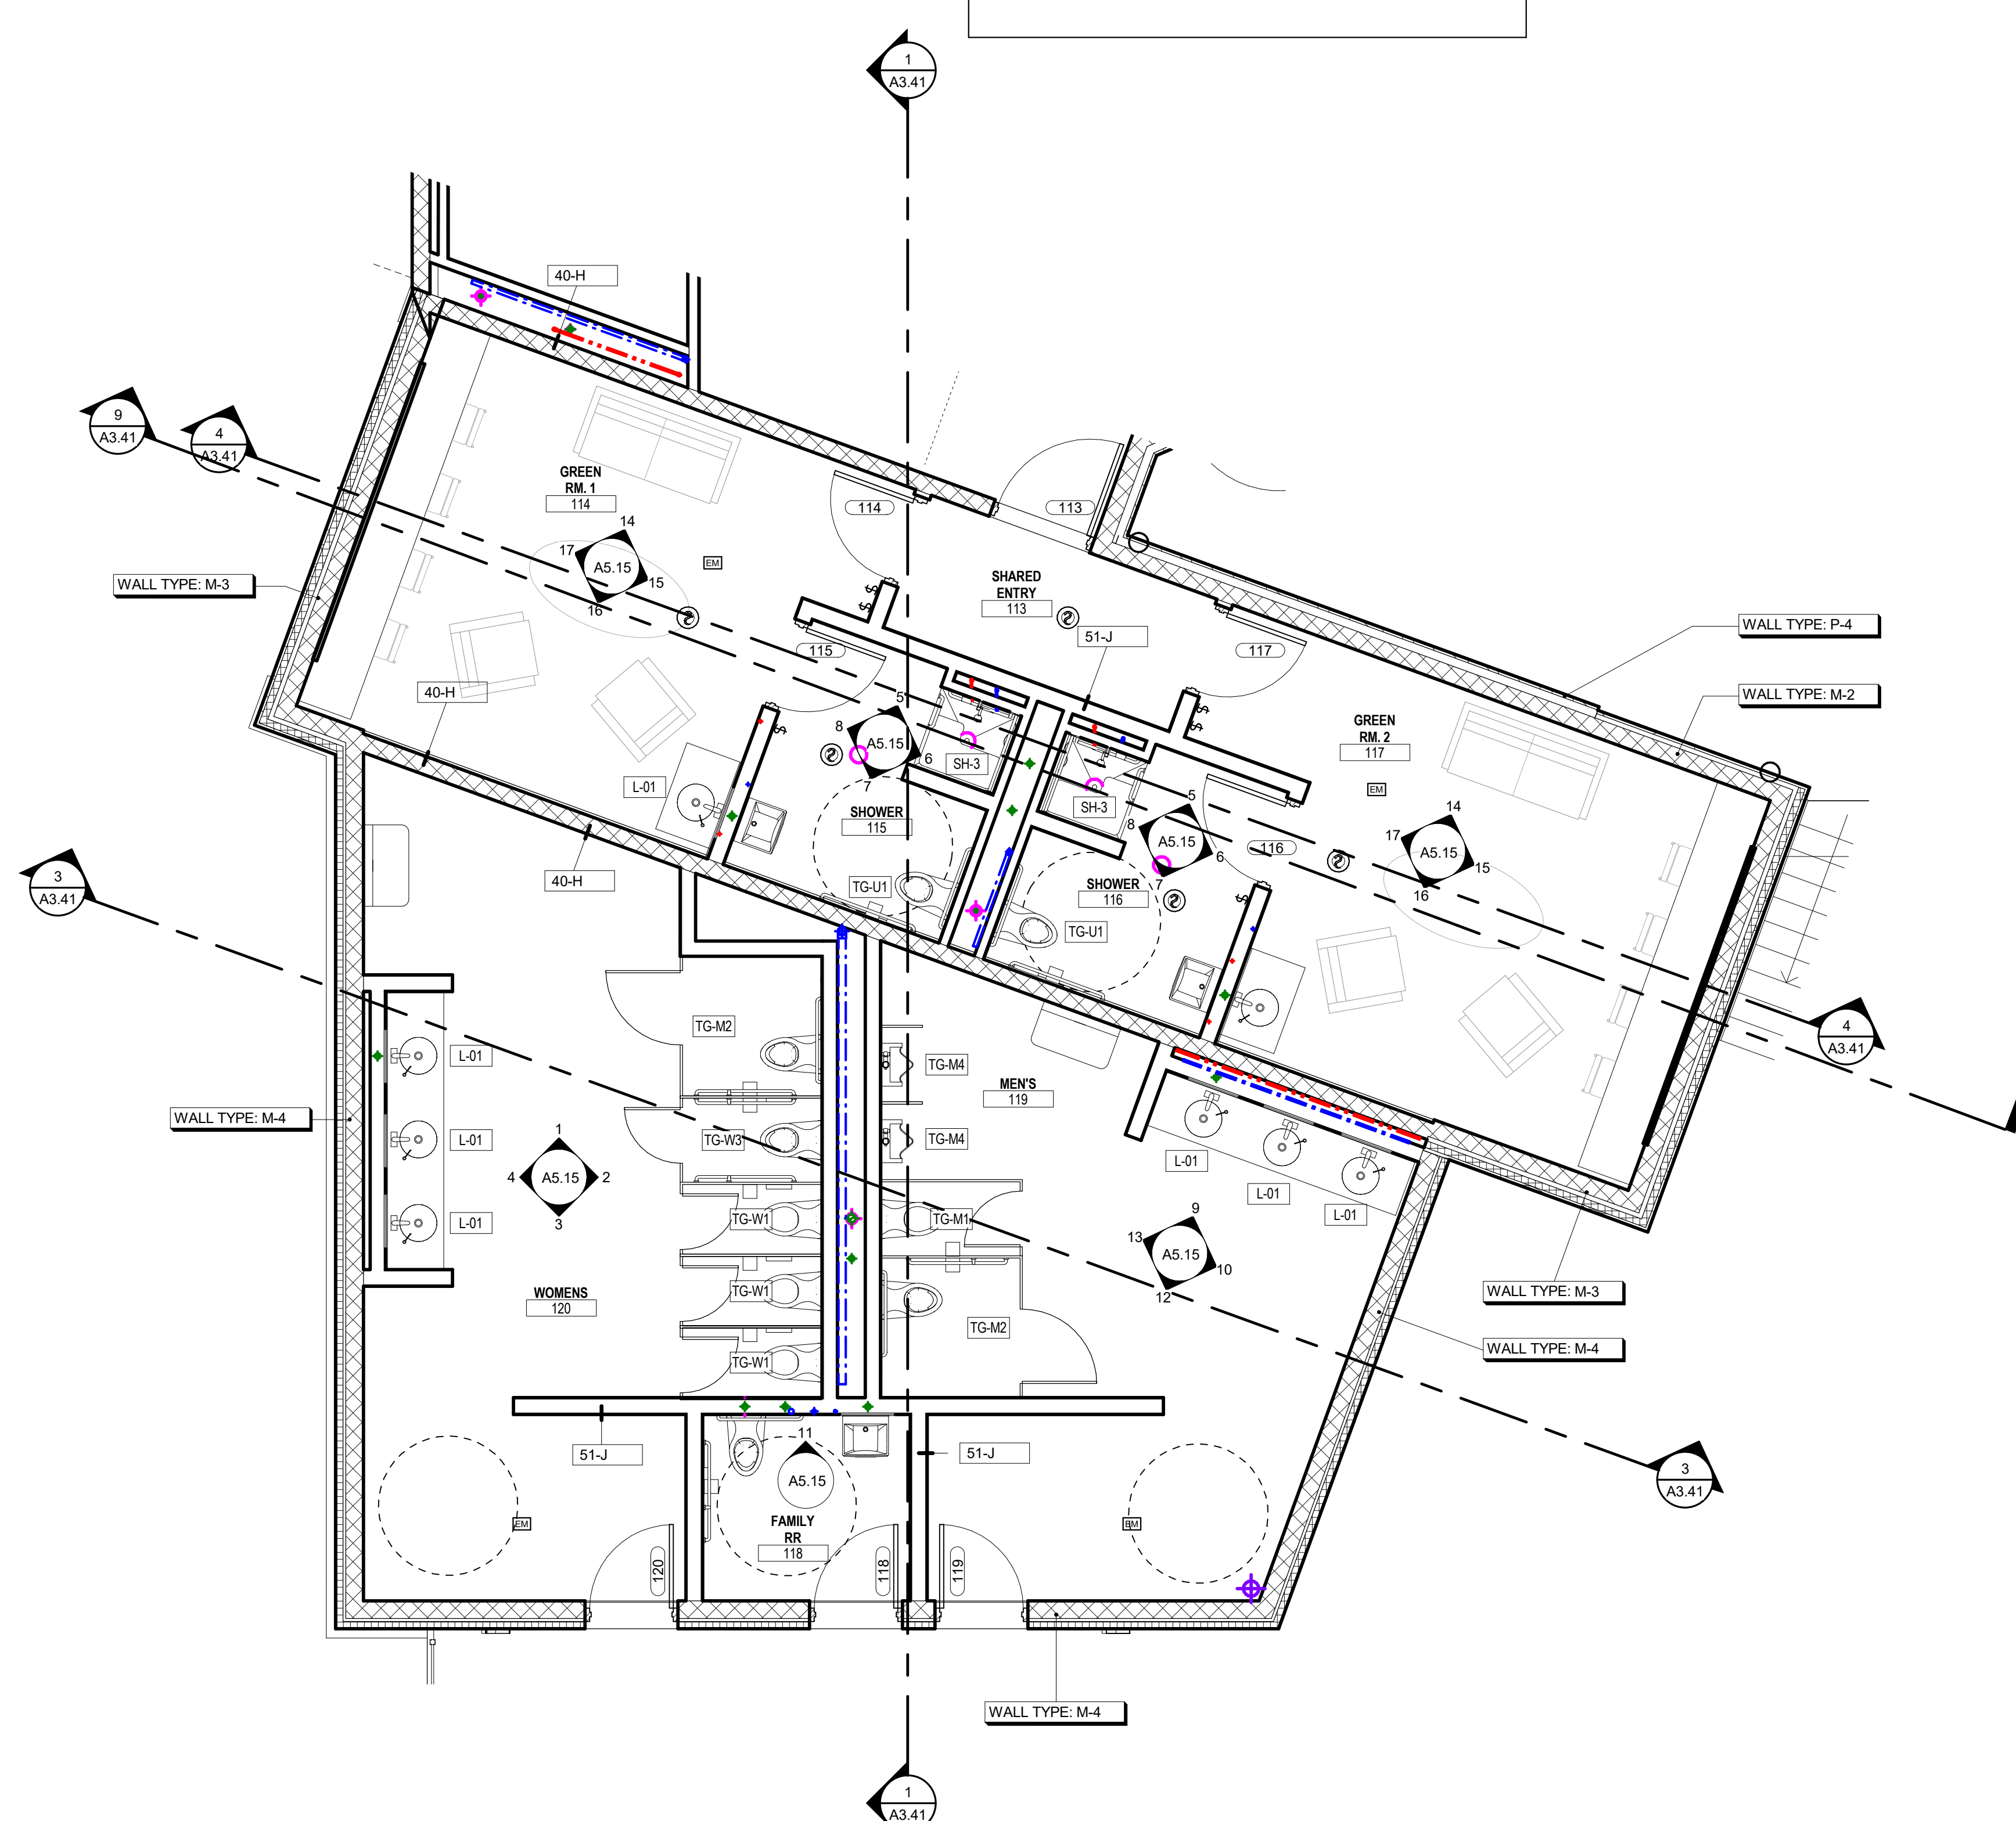 1
A3.41
40-H
9
A3.41
4
A3.41
GREEN
RM. 1
114
114
113
14
17
A5.15
15
16
EM
SHARED
ENTRY
113
WALL TYPE: M-3
51-J
WALL TYPE: P-4
115
117
40-H
WALL TYPE: M-2
5
8
A5.15
6
7
SH-3
GREEN
RM. 2
117
L-01
SHOWER
115
SH-3
EM
5
8
A5.15
6
7
116
14
17
A5.15
15
16
3
A3.41
40-H
TG-U1
SHOWER
116
TG-U1
TG-M2
4
A3.41
L-01
TG-M4
MEN'S
119
WALL TYPE: M-4
L-01
TG-W3
TG-M4
1
4
A5.15
2
3
L-01
L-01
L-01
L-01
TG-W1
TG-M1
9
13
A5.15
10
12
WOMENS
120
TG-W1
TG-M2
WALL TYPE: M-3
WALL TYPE: M-4
TG-W1
51-J
11
A5.15
51-J
3
A3.41
FAMILY
RR
118
EM
EM
120
118
119
WALL TYPE: M-4
1
A3.41